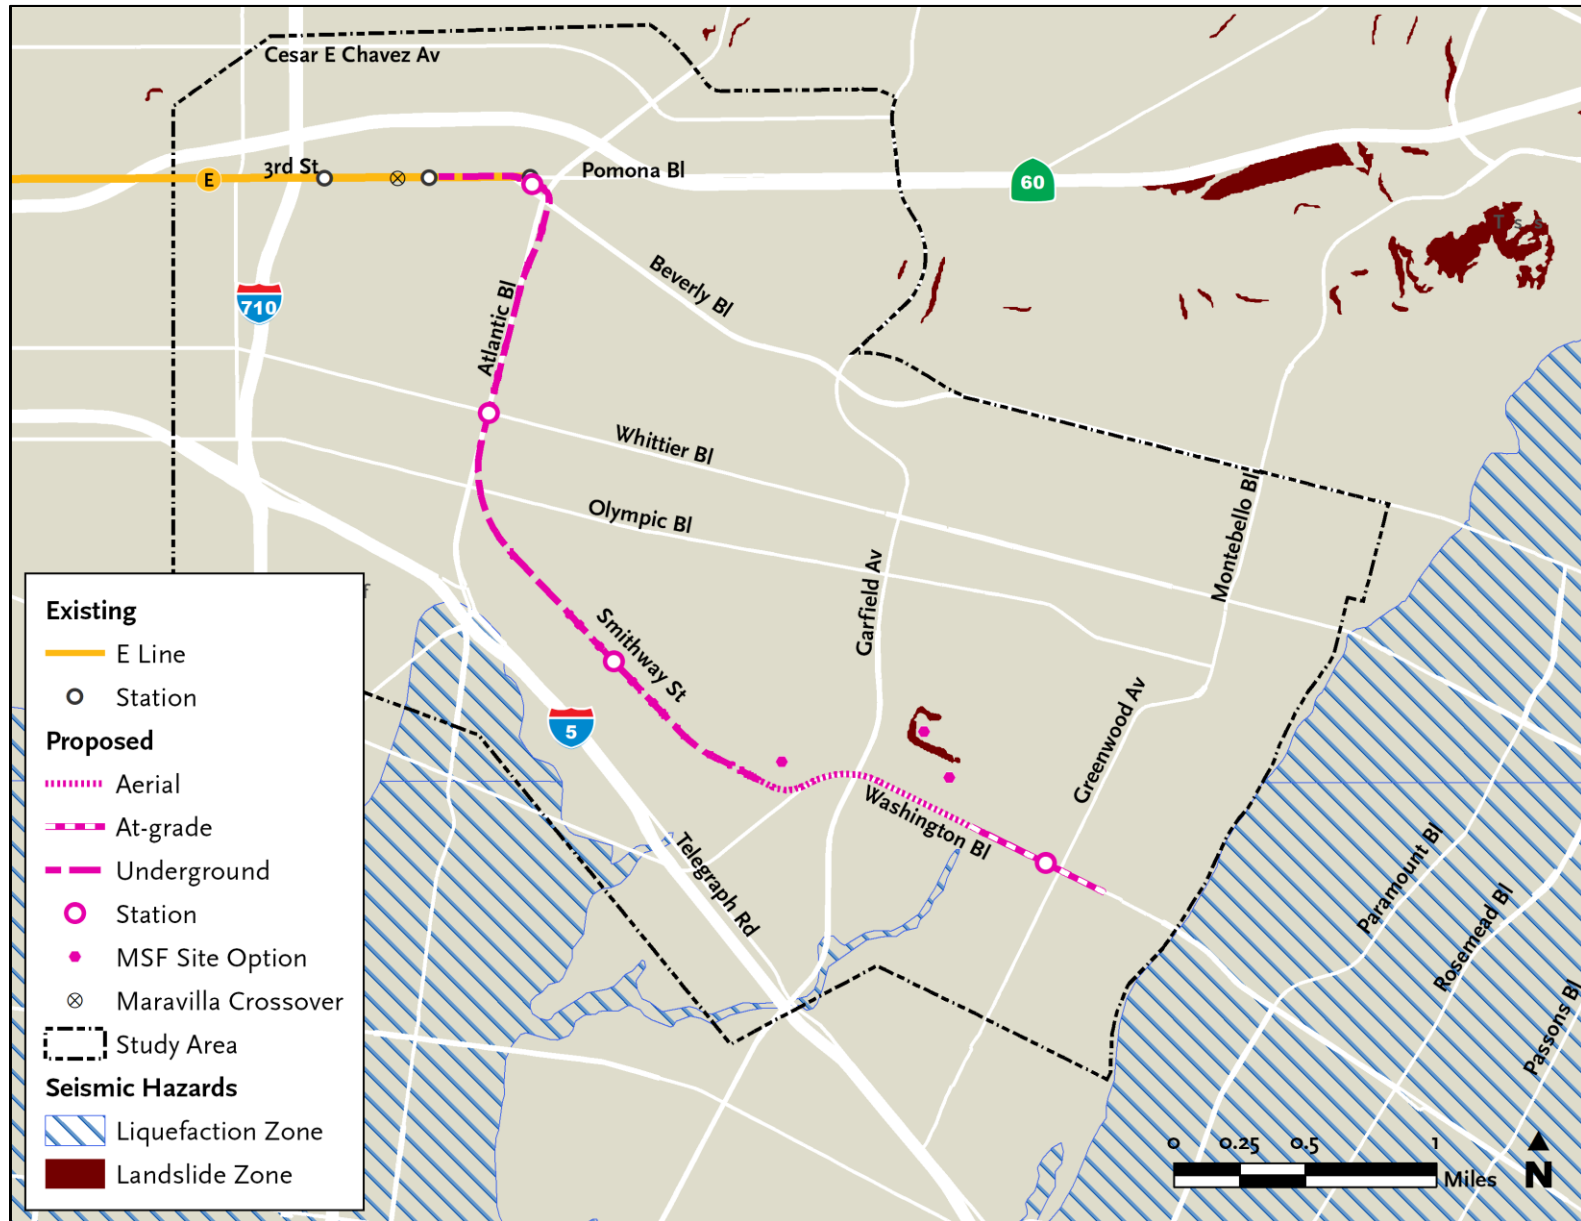 Cesar E Chavez Av
3rd St
E
Pomona Bl
60
710
Atlantic Bl
Beverly Bl
Whittier Bl
Olympic Bl
Montebello Bl
Garfield Av
Smithway St
Greenwood Av
5
Washington Bl
Telegraph Rd
Paramount Bl
Rosemead Bl
Passons Bl
Existing
E Line
Station
Proposed
Aerial
At-grade
Underground
Station
MSF Site Option
Maravilla Crossover
Study Area
Seismic Hazards
Liquefaction Zone
Landslide Zone
0 0.25 0.5 1
Miles
N